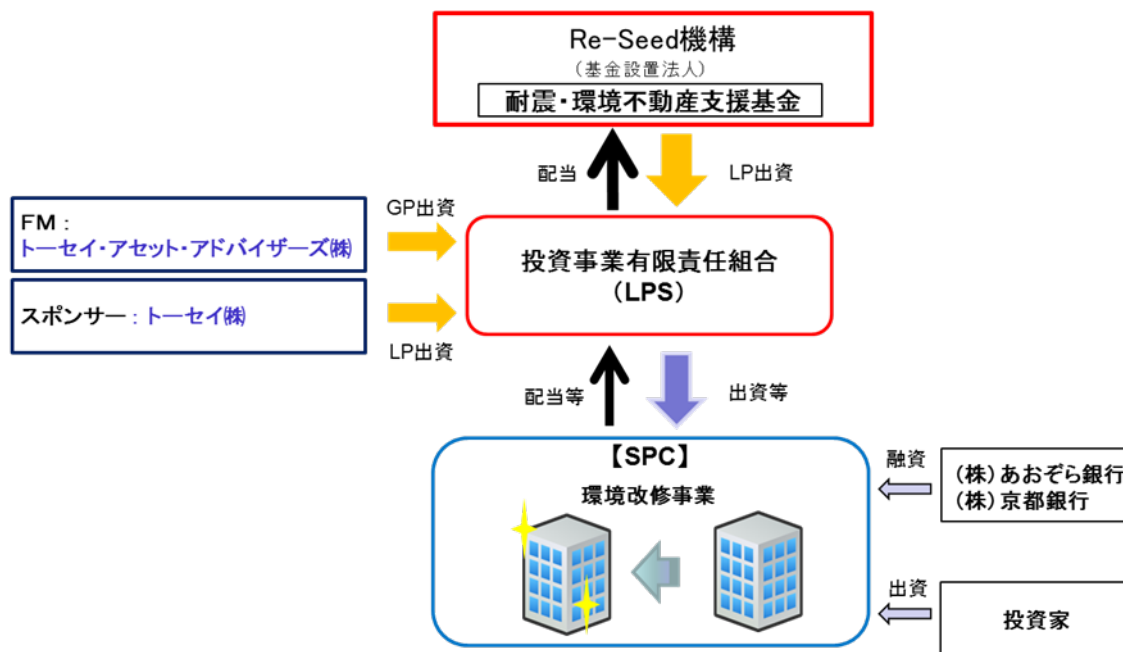 Re-Seed機構
(基金設置法人)
耐震・環境不動産支援基金
配当
LP出資
FM:
トーセイ・アセット・アドバイザーズ㈱
GP出資
スポンサー:トーセイ㈱
LP出資
投資事業有限責任組合
(LPS)
配当等
出資等
【SPC】
環境改修事業
融資
(株)あおぞら銀行
(株)京都銀行
出資
投資家